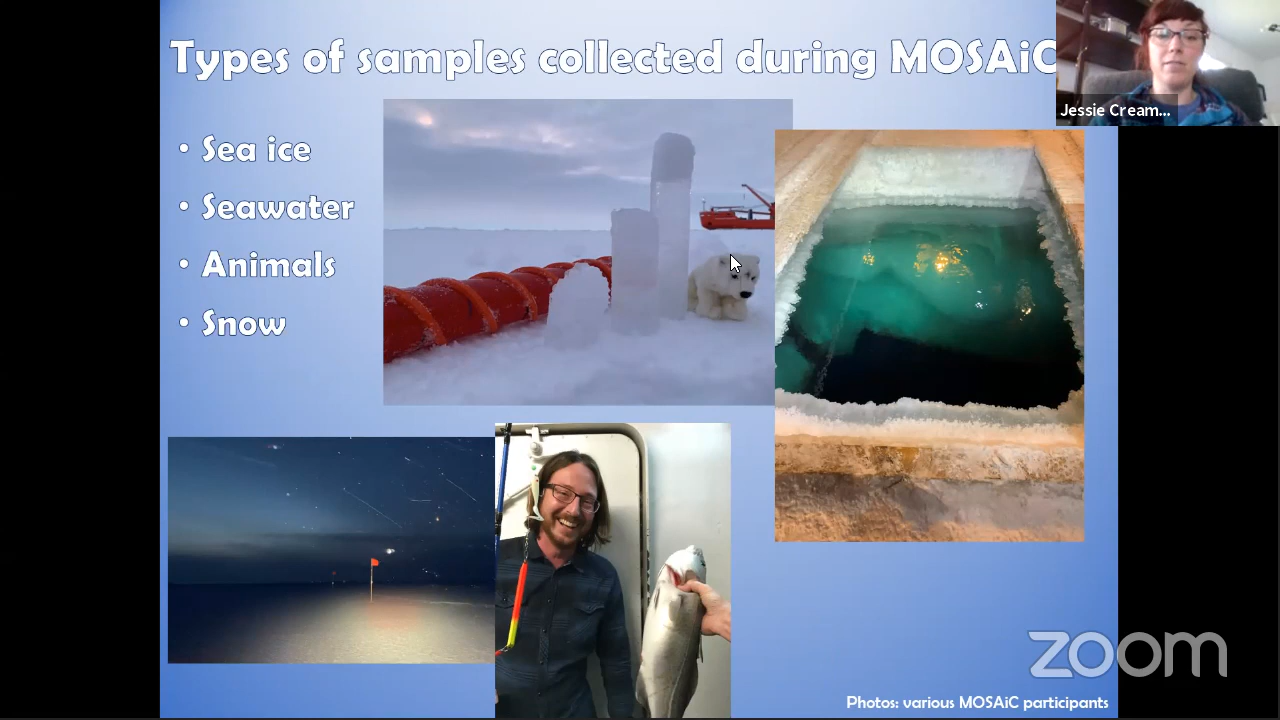 Types of samples collected during MOSAiC
Jessie Cream...
• Sea ice
• Seawater
• Animals
• Snow
zoom
Photos: various MOSAiC participants